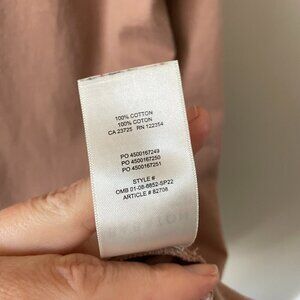 100% COTTON
100% COTON
CA 23725 RN 122354
PO 4500167249
PO 4500167250
PO 4500167251
STYLE #
OMB 01-08-8652-SP22
ARTICLE # 82708